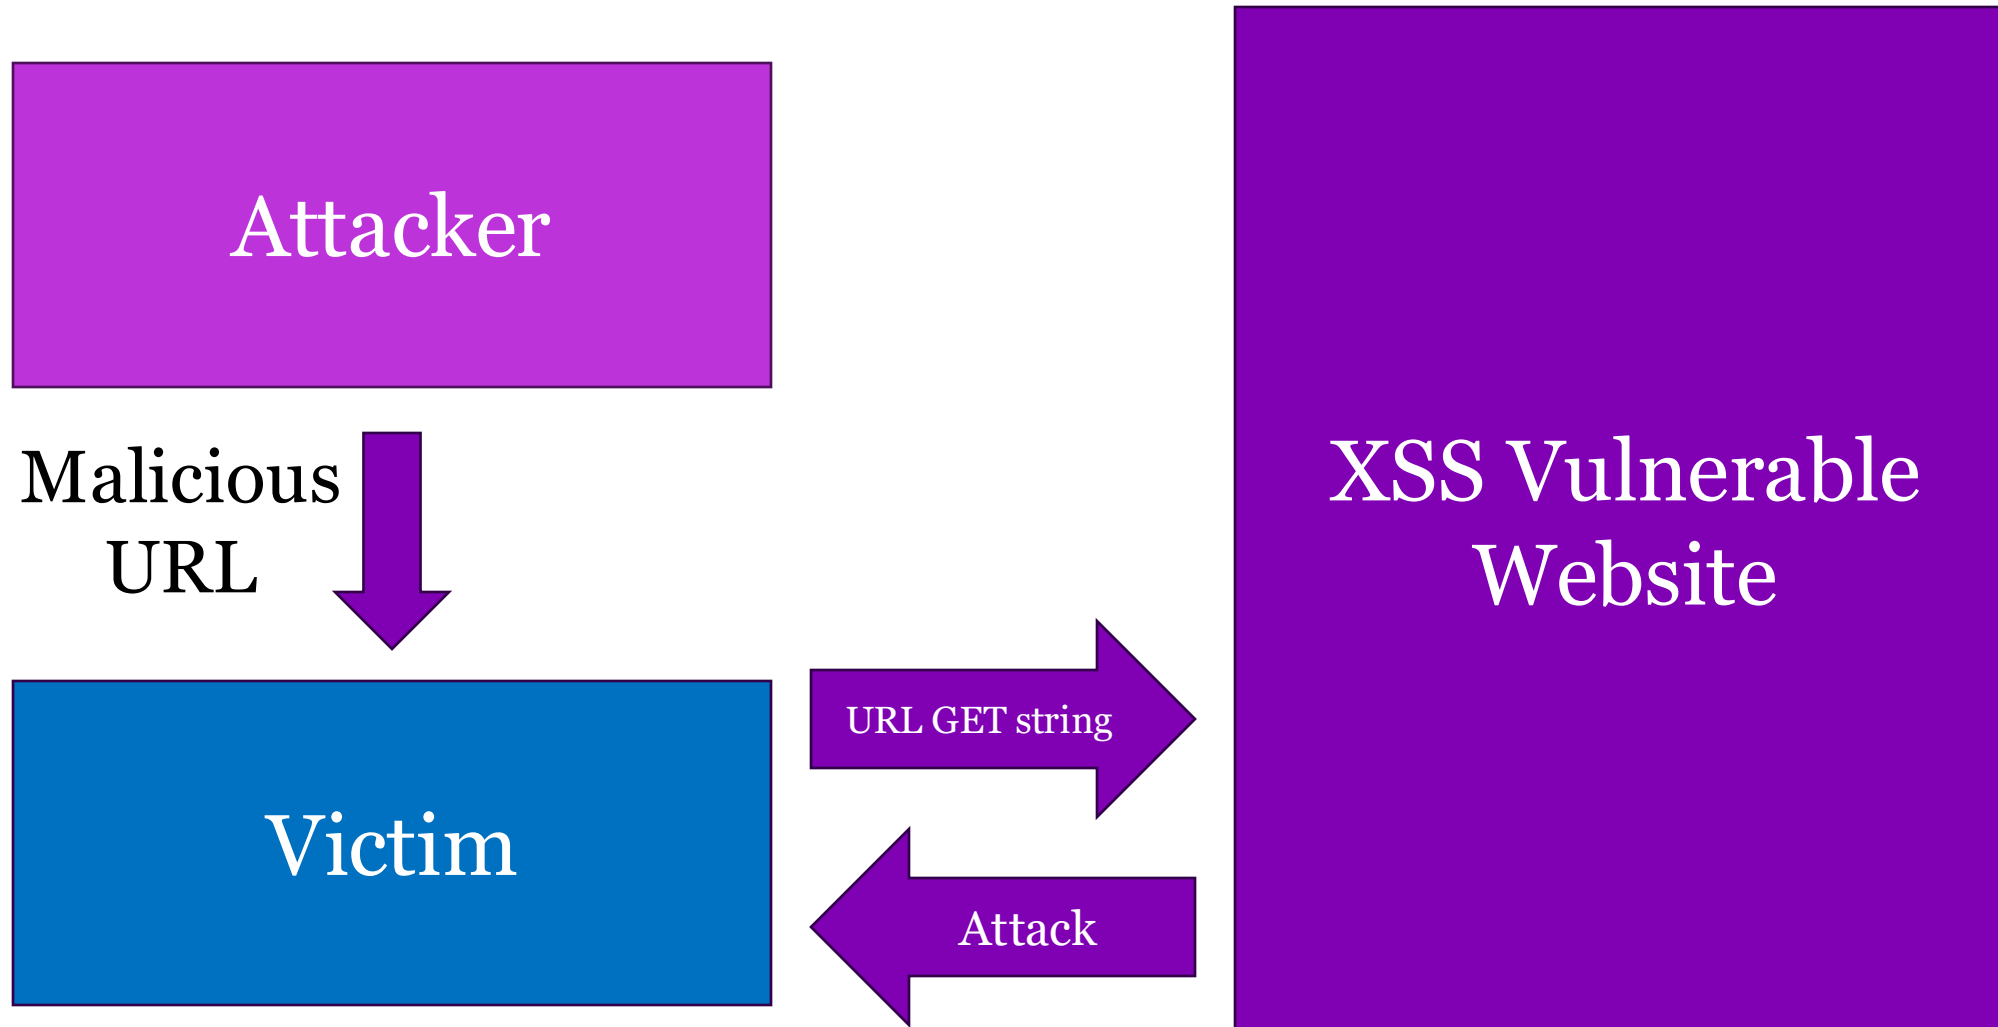 Attacker
Malicious
URL
XSS Vulnerable
Website
URL GET string
Victim
Attack